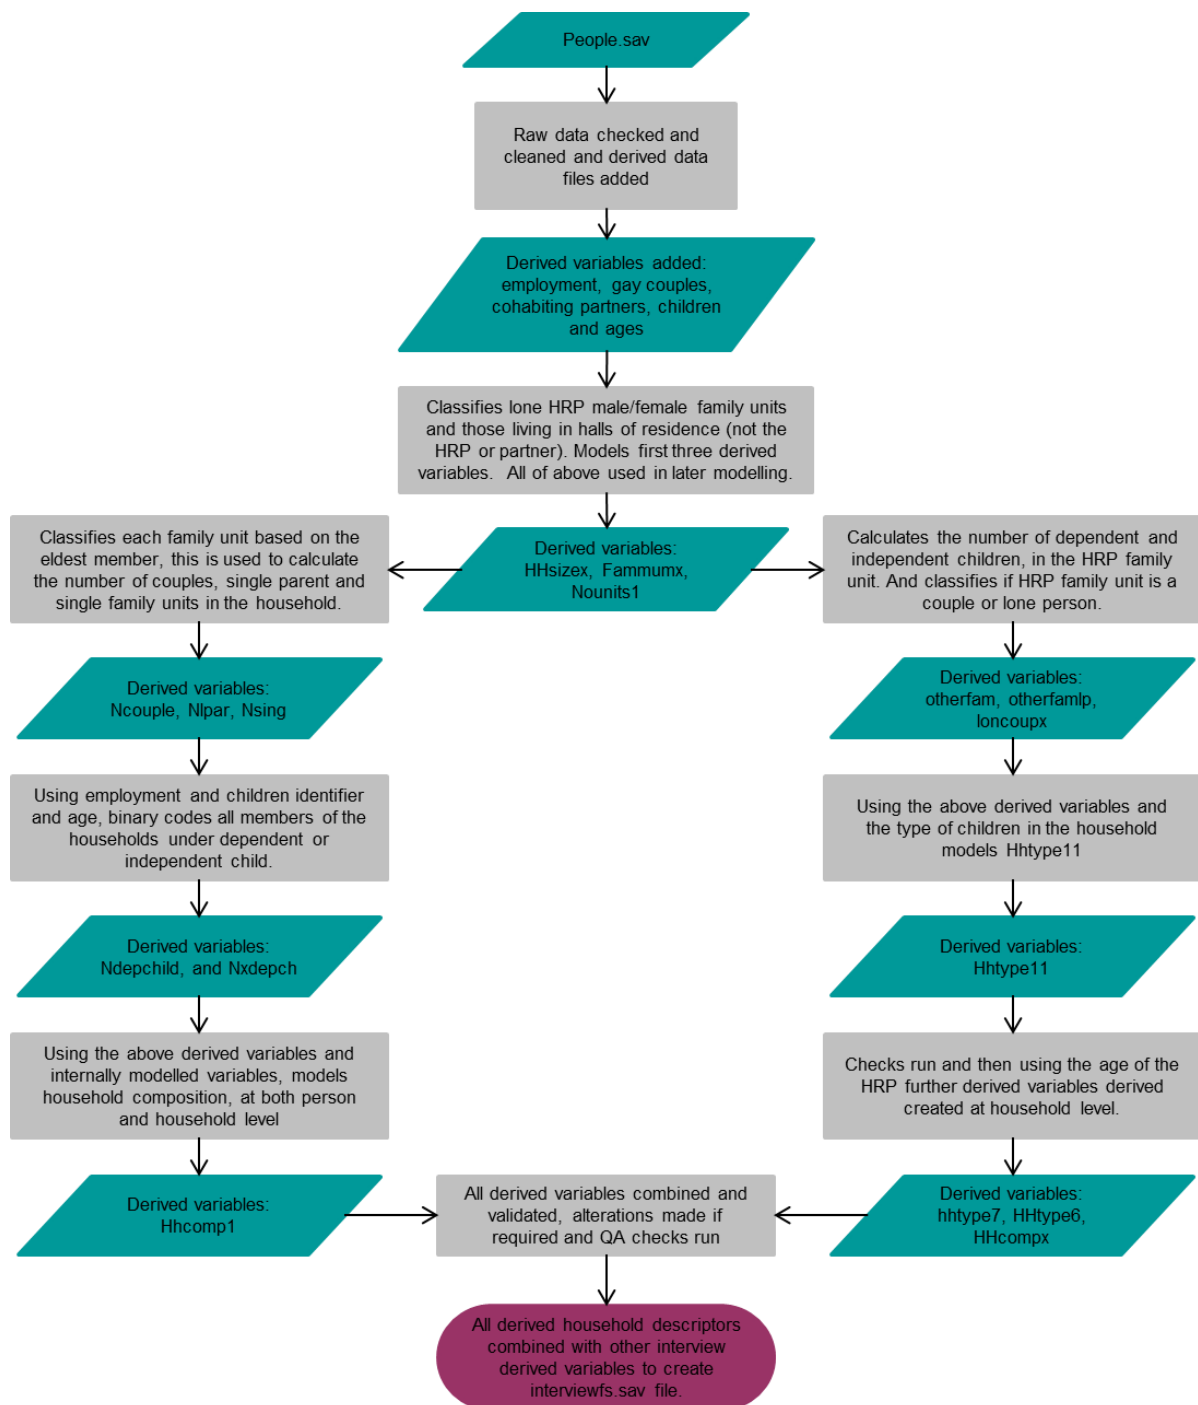 People.sav
Raw data checked and
cleaned and derived data
files added
Derived variables added:
employment, gay couples,
cohabiting partners, children
and ages
Classifies lone HRP male/female family units
and those living in halls of residence (not the
HRP or partner). Models first three derived
variables. All of above used in later modelling.
Derived variables:
HHsizex, Fammumx,
Nounits1
Classifies each family unit based on the
eldest member, this is used to calculate
the number of couples, single parent and
single family units in the household.
Derived variables:
Ncouple, Nlpar, Nsing
Using employment and children identifier
and age, binary codes all members of the
households under dependent or
independent child.
Derived variables:
Ndepchild, and Nxdepch
Using the above derived variables and
internally modelled variables, models
household composition, at both person
and household level
Derived variables:
Hhcomp1
Calculates the number of dependent and
independent children, in the HRP family
unit. And classifies if HRP family unit is a
couple or lone person.
Derived variables:
otherfam, otherfamlp,
loncoupx
Using the above derived variables and
the type of children in the household
models Hhtype11
Derived variables:
Hhtype11
Checks run and then using the age of the
HRP further derived variables derived
created at household level.
Derived variables:
hhtype7, HHtype6,
HHcompx
All derived variables combined and
validated, alterations made if
required and QA checks run
All derived household descriptors
combined with other interview
derived variables to create
interviewfs.sav file.